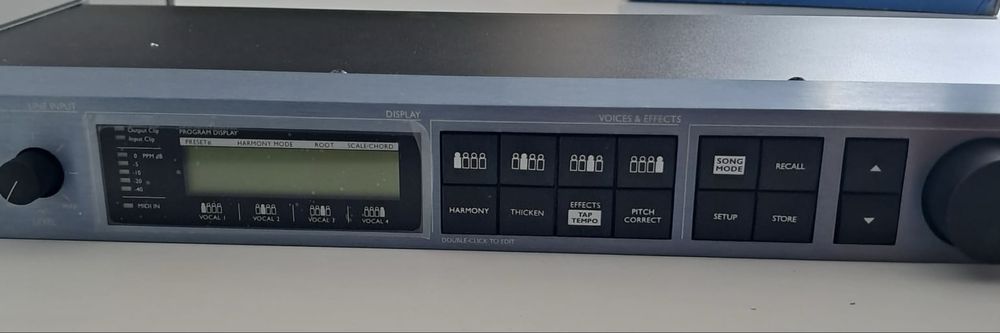 LINE INPUT
LEVEL
DISPLAY
Output Clip
Input Clip
0 PPM dB
-5
-10
-20
-40
MIDI IN
PROGRAM DISPLAY
PRESET# HARMONY MODE ROOT SCALE-CHORD
VOCAL 1 VOCAL 2 VOCAL 3 VOCAL 4
VOICES & EFFECTS
HARMONY
THICKEN
EFFECTS
TAP
TEMPO
PITCH
CORRECT
DOUBLE-CLICK TO EDIT
SONG
MODE
RECALL
SETUP
STORE